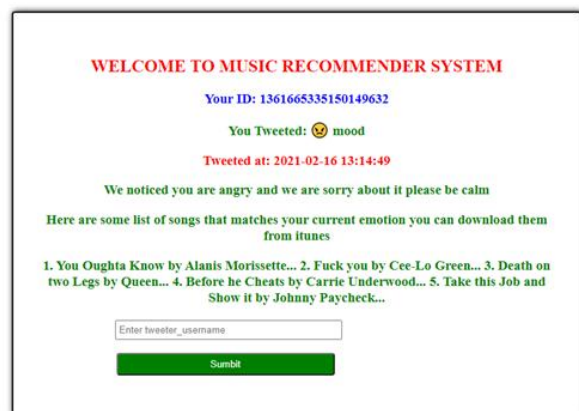 WELCOME TO MUSIC RECOMMENDER SYSTEM
Your ID: 1361665335150149632
You Tweeted: 😠 mood
Tweeted at: 2021-02-16 13:14:49
We noticed you are angry and we are sorry about it please be calm
Here are some list of songs that matches your current emotion you can download them
from itunes
1. You Oughta Know by Alanis Morissette... 2. Fuck you by Cee-Lo Green... 3. Death on
two Legs by Queen... 4. Before he Cheats by Carrie Underwood... 5. Take this Job and
Show it by Johnny Paycheck...
Enter tweeter_username
Sumbit